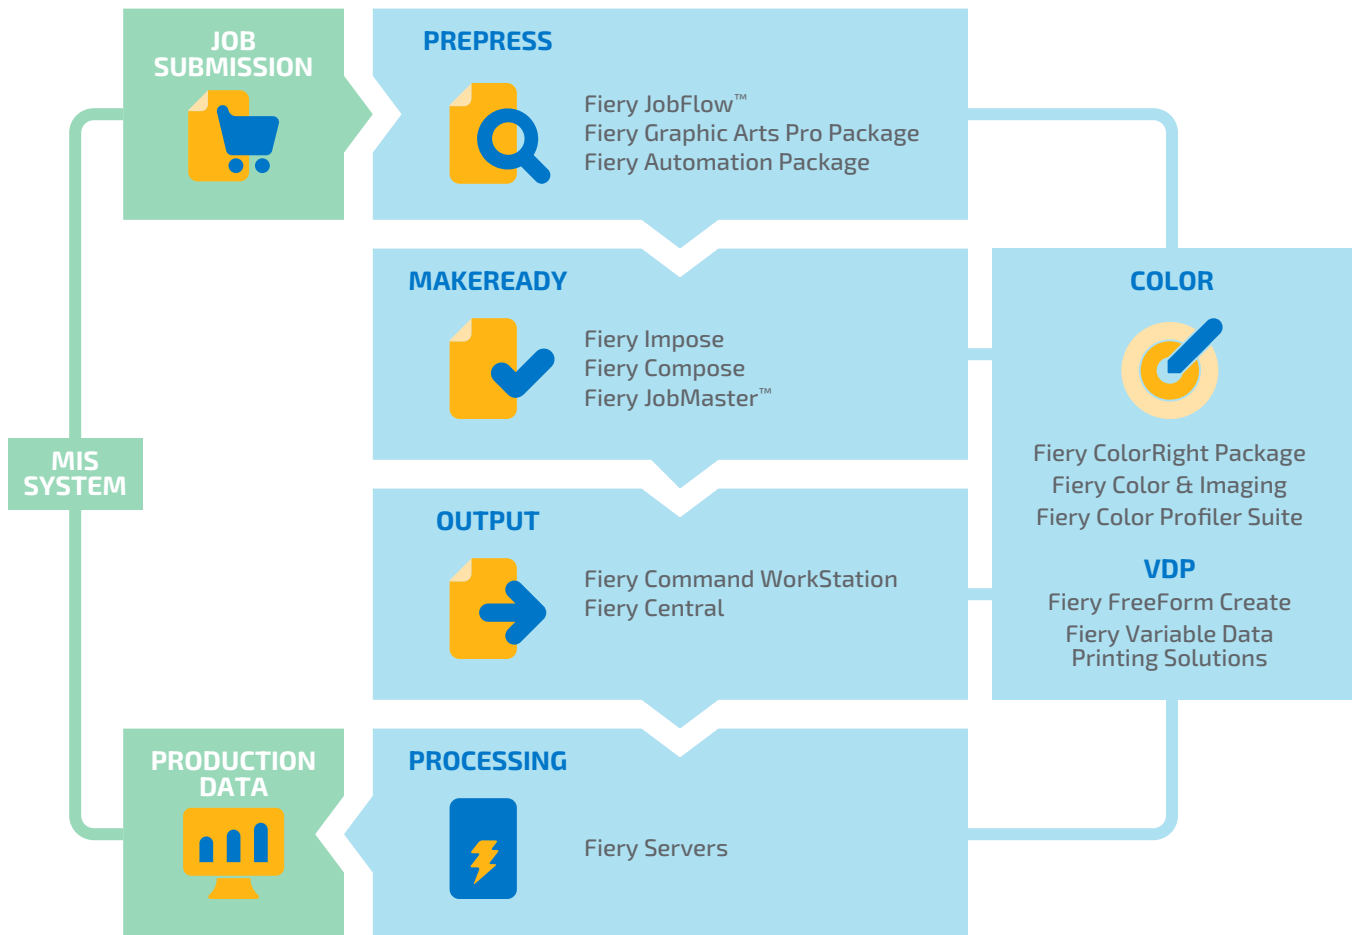 JOB
SUBMISSION
PREPRESS
Fiery JobFlow™
Fiery Graphic Arts Pro Package
Fiery Automation Package
MAKEREADY
Fiery Impose
Fiery Compose
Fiery JobMaster™
COLOR
Fiery ColorRight Package
Fiery Color & Imaging
Fiery Color Profiler Suite
VDP
Fiery FreeForm Create
Fiery Variable Data
Printing Solutions
MIS
SYSTEM
OUTPUT
Fiery Command WorkStation
Fiery Central
PRODUCTION
DATA
PROCESSING
Fiery Servers